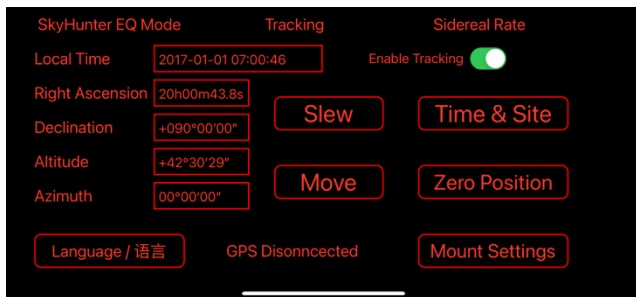 SkyHunter EQ Mode Tracking Sidereal Rate
Local Time 2017-01-01 07:00:46 Enable Tracking
Right Ascension 20h00m43.8s
Declination +090°00'00"
Slew Time & Site
Altitude +42°30'29"
Azimuth 00°00'00"
Move Zero Position
Language / 语言 GPS Disonncected Mount Settings